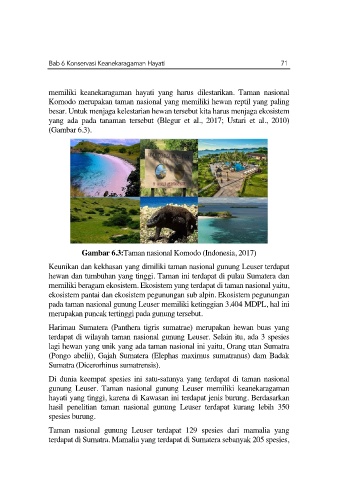 Bab 6 Konservasi Keanekaragaman Hayati 71
memiliki keanekaragaman hayati yang harus dilestarikan. Taman nasional
Komodo merupakan taman nasional yang memiliki hewan reptil yang paling
besar. Untuk menjaga kelestarian hewan tersebut kita harus menjaga ekosistem
yang ada pada tanaman tersebut (Blegur et al., 2017; Ustari et al., 2010)
(Gambar 6.3).
Gambar 6.3:Taman nasional Komodo (Indonesia, 2017)
Keunikan dan kekhasan yang dimiliki taman nasional gunung Leuser terdapat
hewan dan tumbuhan yang tinggi. Taman ini terdapat di pulau Sumatera dan
memiliki beragam ekosistem. Ekosistem yang terdapat di taman nasional yaitu,
ekosistem pantai dan ekosistem pegunungan sub alpin. Ekosistem pegunungan
pada taman nasional gunung Leuser memiliki ketinggian 3.404 MDPL, hal ini
merupakan puncak tertinggi pada gunung tersebut.
Harimau Sumatera (Panthera tigris sumatrae) merupakan hewan buas yang
terdapat di wilayah taman nasional gunung Leuser. Selain itu, ada 3 spesies
lagi hewan yang unik yang ada taman nasional ini yaitu, Orang utan Sumatra
(Pongo abelii), Gajah Sumatera (Elephas maximus sumatranus) dam Badak
Sumatra (Dicerorhinus sumatrensis).
Di dunia keempat spesies ini satu-satunya yang terdapat di taman nasional
gunung Leuser. Taman nasional gunung Leuser memiliki keanekaragaman
hayati yang tinggi, karena di Kawasan ini terdapat jenis burung. Berdasarkan
hasil penelitian taman nasional gunung Leuser terdapat kurang lebih 350
spesies burung.
Taman nasional gunung Leuser terdapat 129 spesies dari mamalia yang
terdapat di Sumatra. Mamalia yang terdapat di Sumatera sebanyak 205 spesies,